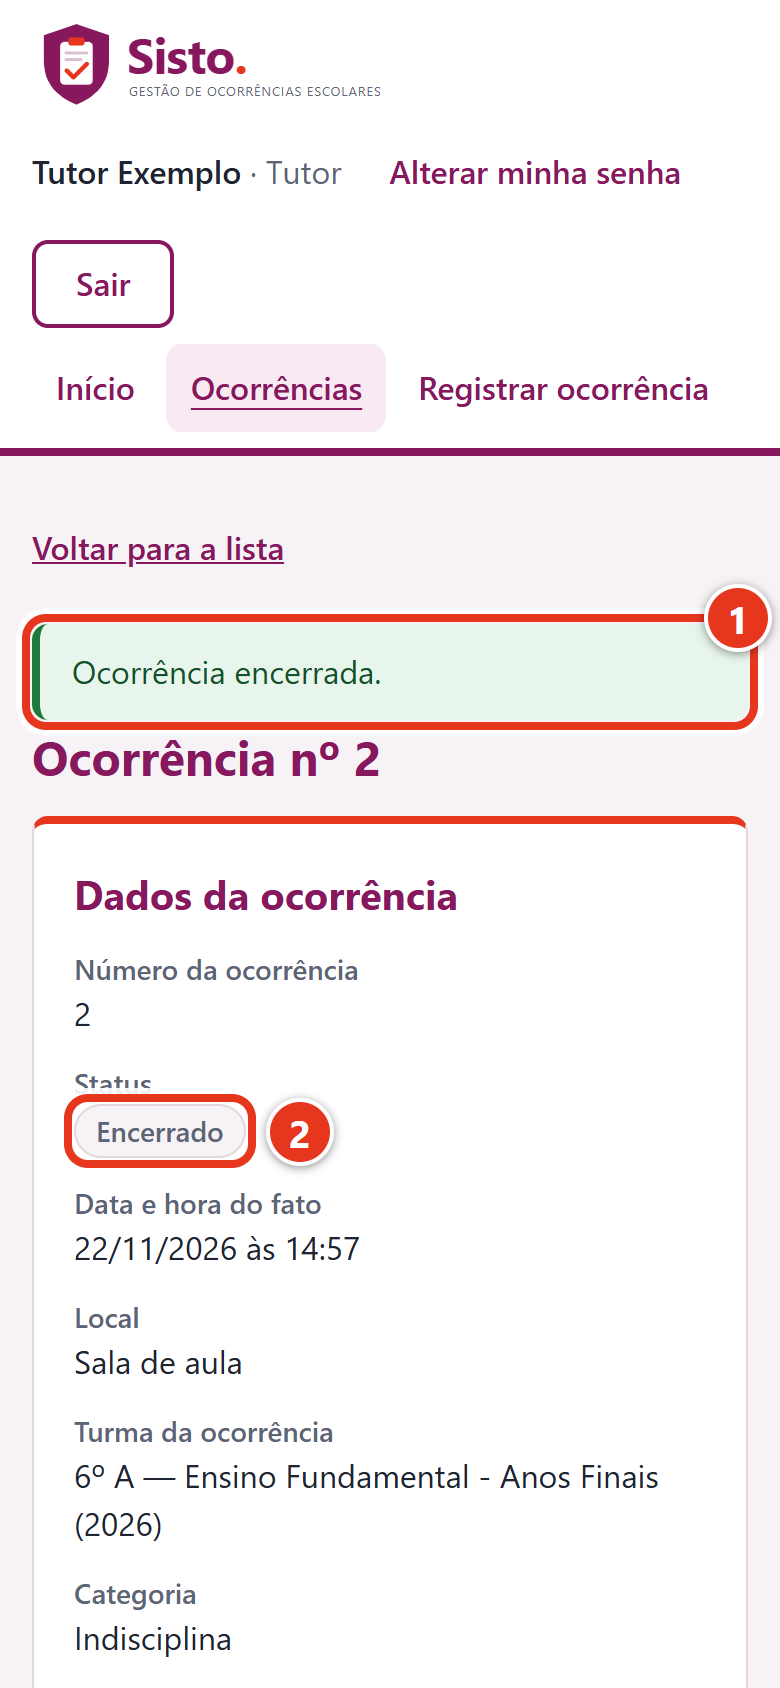 Sisto.
GESTÃO DE OCORRÊNCIAS ESCOLARES
Tutor Exemplo · Tutor Alterar minha senha
Sair
Início Ocorrências Registrar ocorrência
Voltar para a lista
1
Ocorrência encerrada.
Ocorrência nº 2
Dados da ocorrência
Número da ocorrência
2
Status
Encerrado 2
Data e hora do fato
22/11/2026 às 14:57
Local
Sala de aula
Turma da ocorrência
6º A — Ensino Fundamental - Anos Finais
(2026)
Categoria
Indisciplina